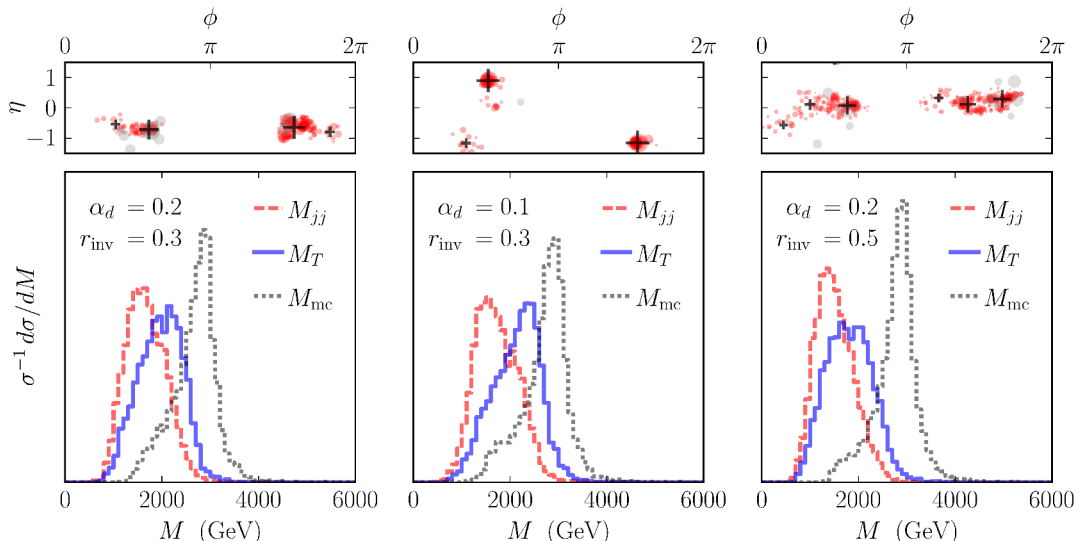 ϕ ϕ ϕ
0 π 2π 0 π 2π 0 π 2π
η
1
0
−1
α_d = 0.2
r_inv = 0.3
M_jj
M_T
M_mc
α_d = 0.1
r_inv = 0.3
M_jj
M_T
M_mc
α_d = 0.2
r_inv = 0.5
M_jj
M_T
M_mc
σ⁻¹ dσ/dM
0 2000 4000 6000 0 2000 4000 6000 0 2000 4000 6000
M (GeV) M (GeV) M (GeV)